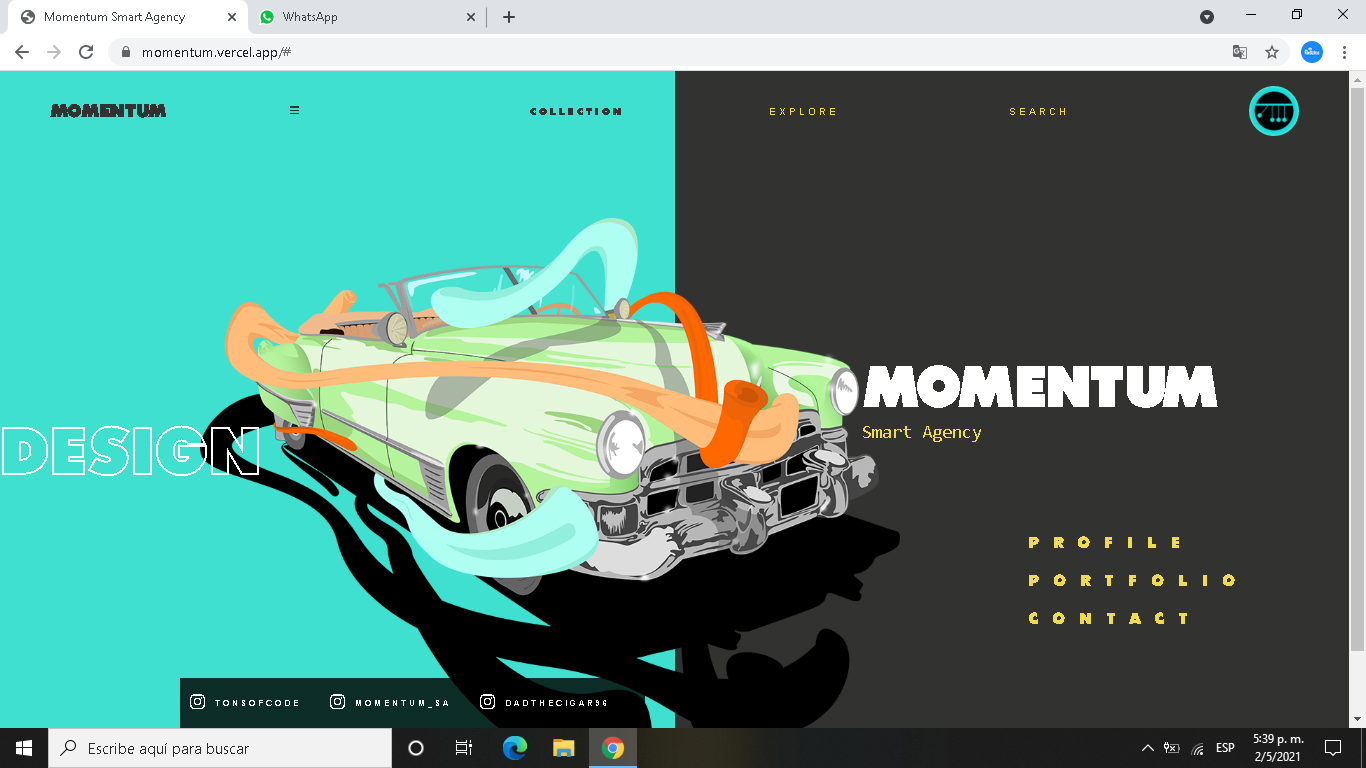 Momentum Smart Agency
WhatsApp
momentum.vercel.app/#
MOMENTUM
COLLECTION
EXPLORE
SEARCH
MOMENTUM
Smart Agency
DESIGN
PROFILE
PORTFOLIO
CONTACT
TONSOFCODE
MOMENTUM_SA
DADTHECIGAR96
Escribe aquí para buscar
ESP
5:39 p. m.
2/5/2021